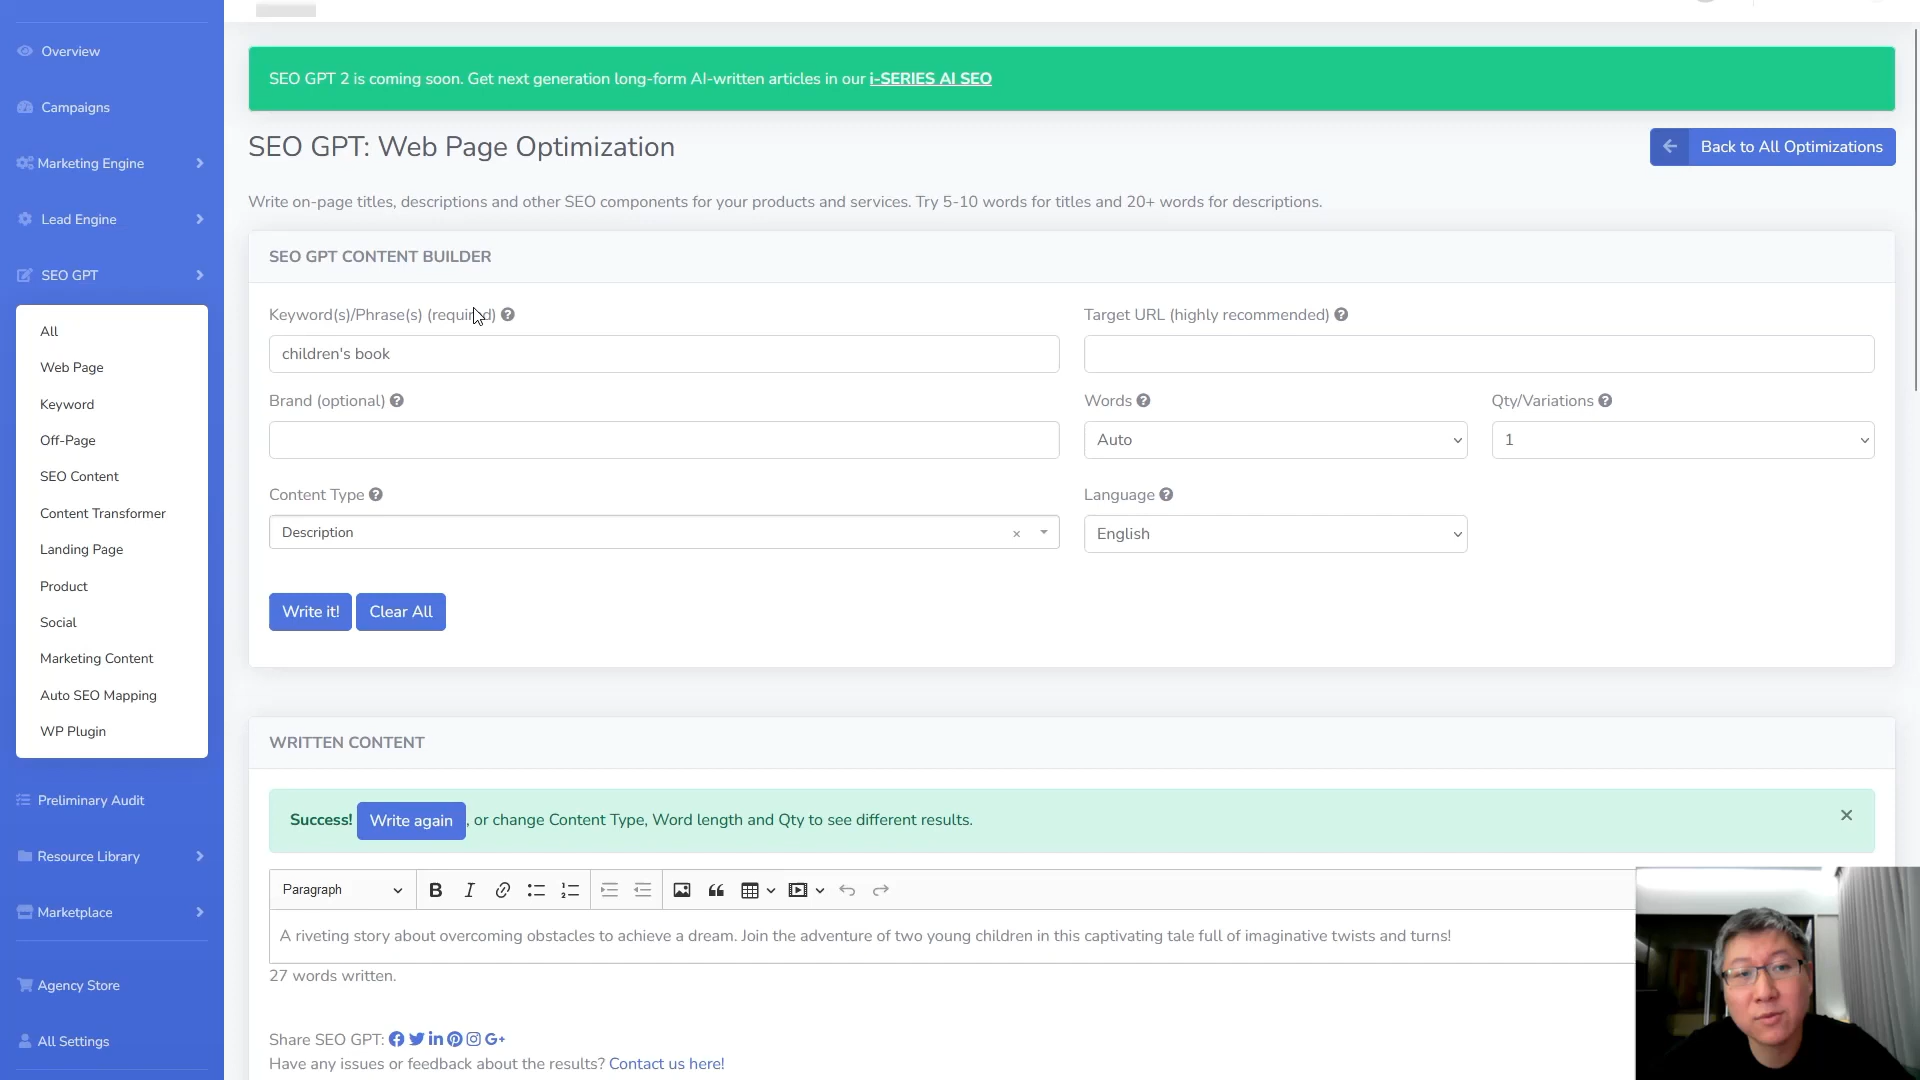 Overview
Campaigns
Marketing Engine
Lead Engine
SEO GPT
All
Web Page
Keyword
Off-Page
SEO Content
Content Transformer
Landing Page
Product
Social
Marketing Content
Auto SEO Mapping
WP Plugin
Preliminary Audit
Resource Library
Marketplace
Agency Store
All Settings
SEO GPT 2 is coming soon. Get next generation long-form AI-written articles in our i-SERIES AI SEO
SEO GPT: Web Page Optimization
Back to All Optimizations
Write on-page titles, descriptions and other SEO components for your products and services. Try 5-10 words for titles and 20+ words for descriptions.
SEO GPT CONTENT BUILDER
Keyword(s)/Phrase(s) (required)
Target URL (highly recommended)
children's book
Brand (optional)
Words
Qty/Variations
Auto
1
Content Type
Language
Description
English
Write it!
Clear All
WRITTEN CONTENT
Success! Write again , or change Content Type, Word length and Qty to see different results.
Paragraph
A riveting story about overcoming obstacles to achieve a dream. Join the adventure of two young children in this captivating tale full of imaginative twists and turns!
27 words written.
Share SEO GPT:
Have any issues or feedback about the results? Contact us here!